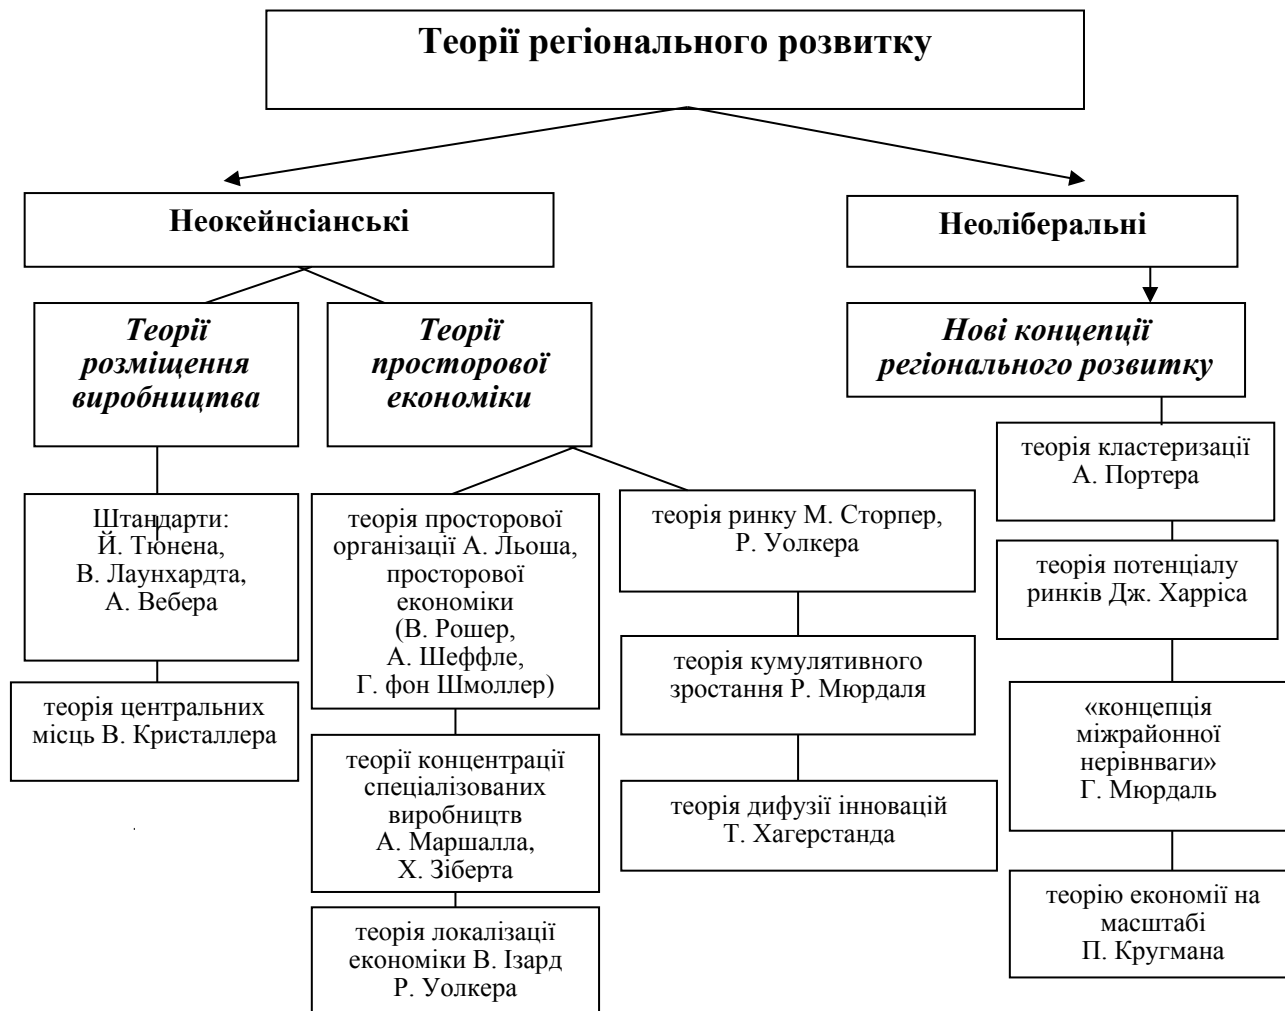 Теорії регіонального розвитку
Неокейнсіанські
Неоліберальні
Теорії
розміщення
виробництва
Теорії
просторової
економіки
Нові концепції
регіонального розвитку
Штандарти:
Й. Тюнена,
В. Лаунхардта,
А. Вебера
теорія центральних
місць В. Кристаллера
теорія просторової
організації А. Льоша,
просторової
економіки
(В. Рошер,
А. Шеффле,
Г. фон Шмоллер)
теорії концентрації
спеціалізованих
виробництв
А. Маршалла,
Х. Зіберта
теорія локалізації
економіки В. Ізард
Р. Уолкера
теорія ринку М. Сторпер,
Р. Уолкера
теорія кумулятивного
зростання Р. Мюрдаля
теорія дифузії інновацій
Т. Хагерстанда
теорія кластеризації
А. Портера
теорія потенціалу
ринків Дж. Харріса
«концепція
міжрайонної
нерівнваги»
Г. Мюрдаль
теорію економії на
масштабі
П. Кругмана